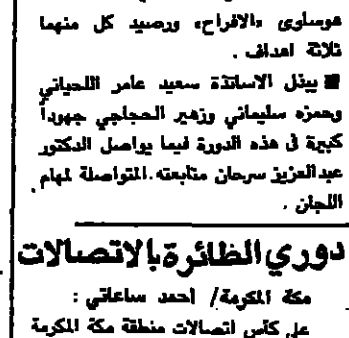 موساوى «الافراح» ورصيد كل منهما
ثلاثة اهداف .
■ يبذل الاساتذة سعيد عامر اللحياني
وحمزه سليماني وزهير الحجاجي جهوداً
كبيرة في هذه الدورة فيما يواصل الدكتور
عبدالعزيز سرحان متابعته المتواصلة لمهام
اللجان .
دوري الطائرة بالاتصالات
مكة المكرمة/ احمد ساعاتي :
على كأس اتصالات منطقة مكة المكرمة